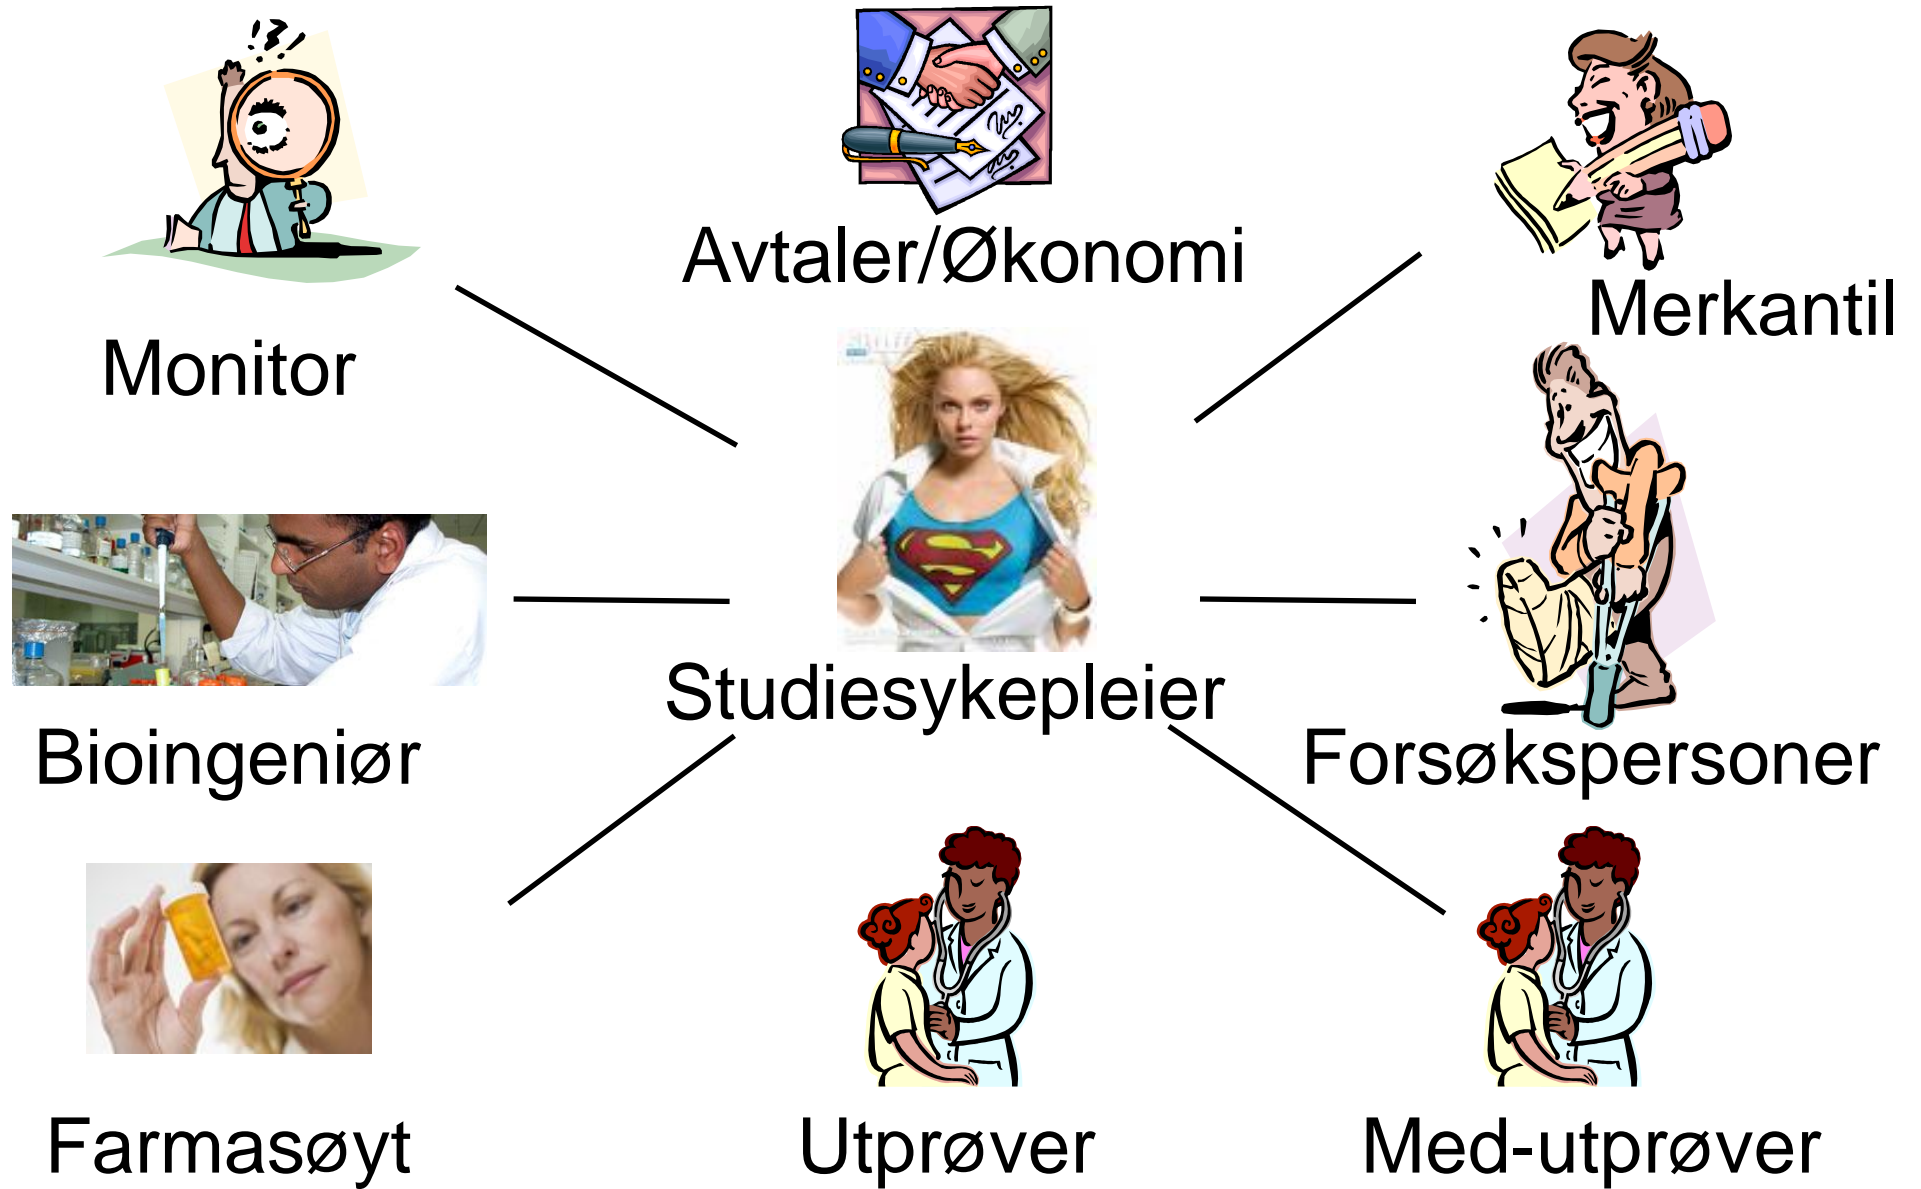 Avtaler/Økonomi
Merkantil
Monitor
Studiesykepleier
Bioingeniør
Forsøkspersoner
Farmasøyt
Utprøver
Med-utprøver